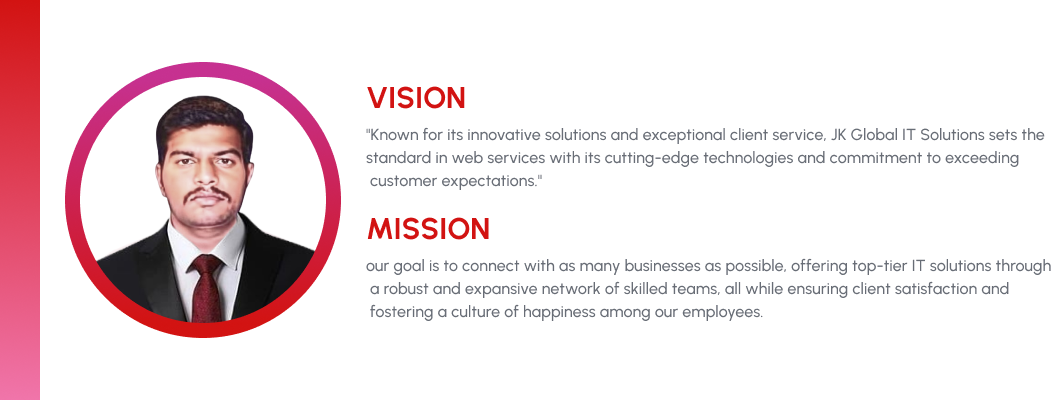 VISION
"Known for its innovative solutions and exceptional client service, JK Global IT Solutions sets the
standard in web services with its cutting-edge technologies and commitment to exceeding
customer expectations."
MISSION
our goal is to connect with as many businesses as possible, offering top-tier IT solutions through
a robust and expansive network of skilled teams, all while ensuring client satisfaction and
fostering a culture of happiness among our employees.